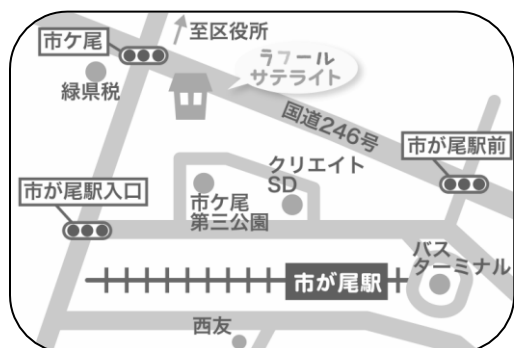 市ケ尾
至区役所
ラフール
サテライト
緑県税
国道246号
市が尾駅前
クリエイト
SD
市が尾駅入口
市ケ尾
第三公園
バス
ターミナル
市が尾駅
西友